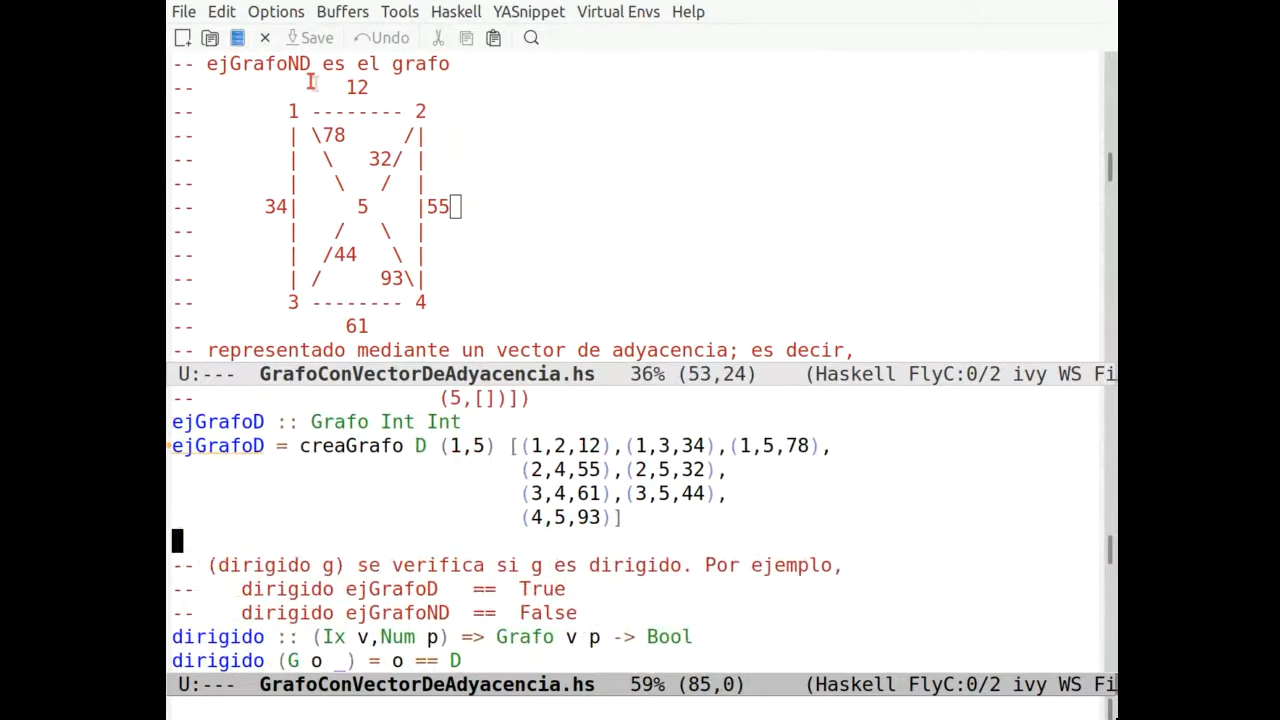 File Edit Options Buffers Tools Haskell YASnippet Virtual Envs Help
Save Undo
-- ejGrafoND es el grafo
--             12
--        1 -------- 2
--        | \78     /|
--        |  \   32/ |
--        |   \   /  |
--      34|     5    |55
--        |   /   \  |
--        |  /44   \ |
--        | /     93\|
--        3 -------- 4
--             61
-- representado mediante un vector de adyacencia; es decir,
U:--- GrafoConVectorDeAdyacencia.hs 36% (53,24) (Haskell FlyC:0/2 ivy WS Fi
--                     (5,[])])
ejGrafoD :: Grafo Int Int
ejGrafoD = creaGrafo D (1,5) [(1,2,12),(1,3,34),(1,5,78),
                              (2,4,55),(2,5,32),
                              (3,4,61),(3,5,44),
                              (4,5,93)]
-- (dirigido g) se verifica si g es dirigido. Por ejemplo,
--    dirigido ejGrafoD   ==  True
--    dirigido ejGrafoND  ==  False
dirigido :: (Ix v,Num p) => Grafo v p -> Bool
dirigido (G o _) = o == D
U:--- GrafoConVectorDeAdyacencia.hs 59% (85,0) (Haskell FlyC:0/2 ivy WS Fi